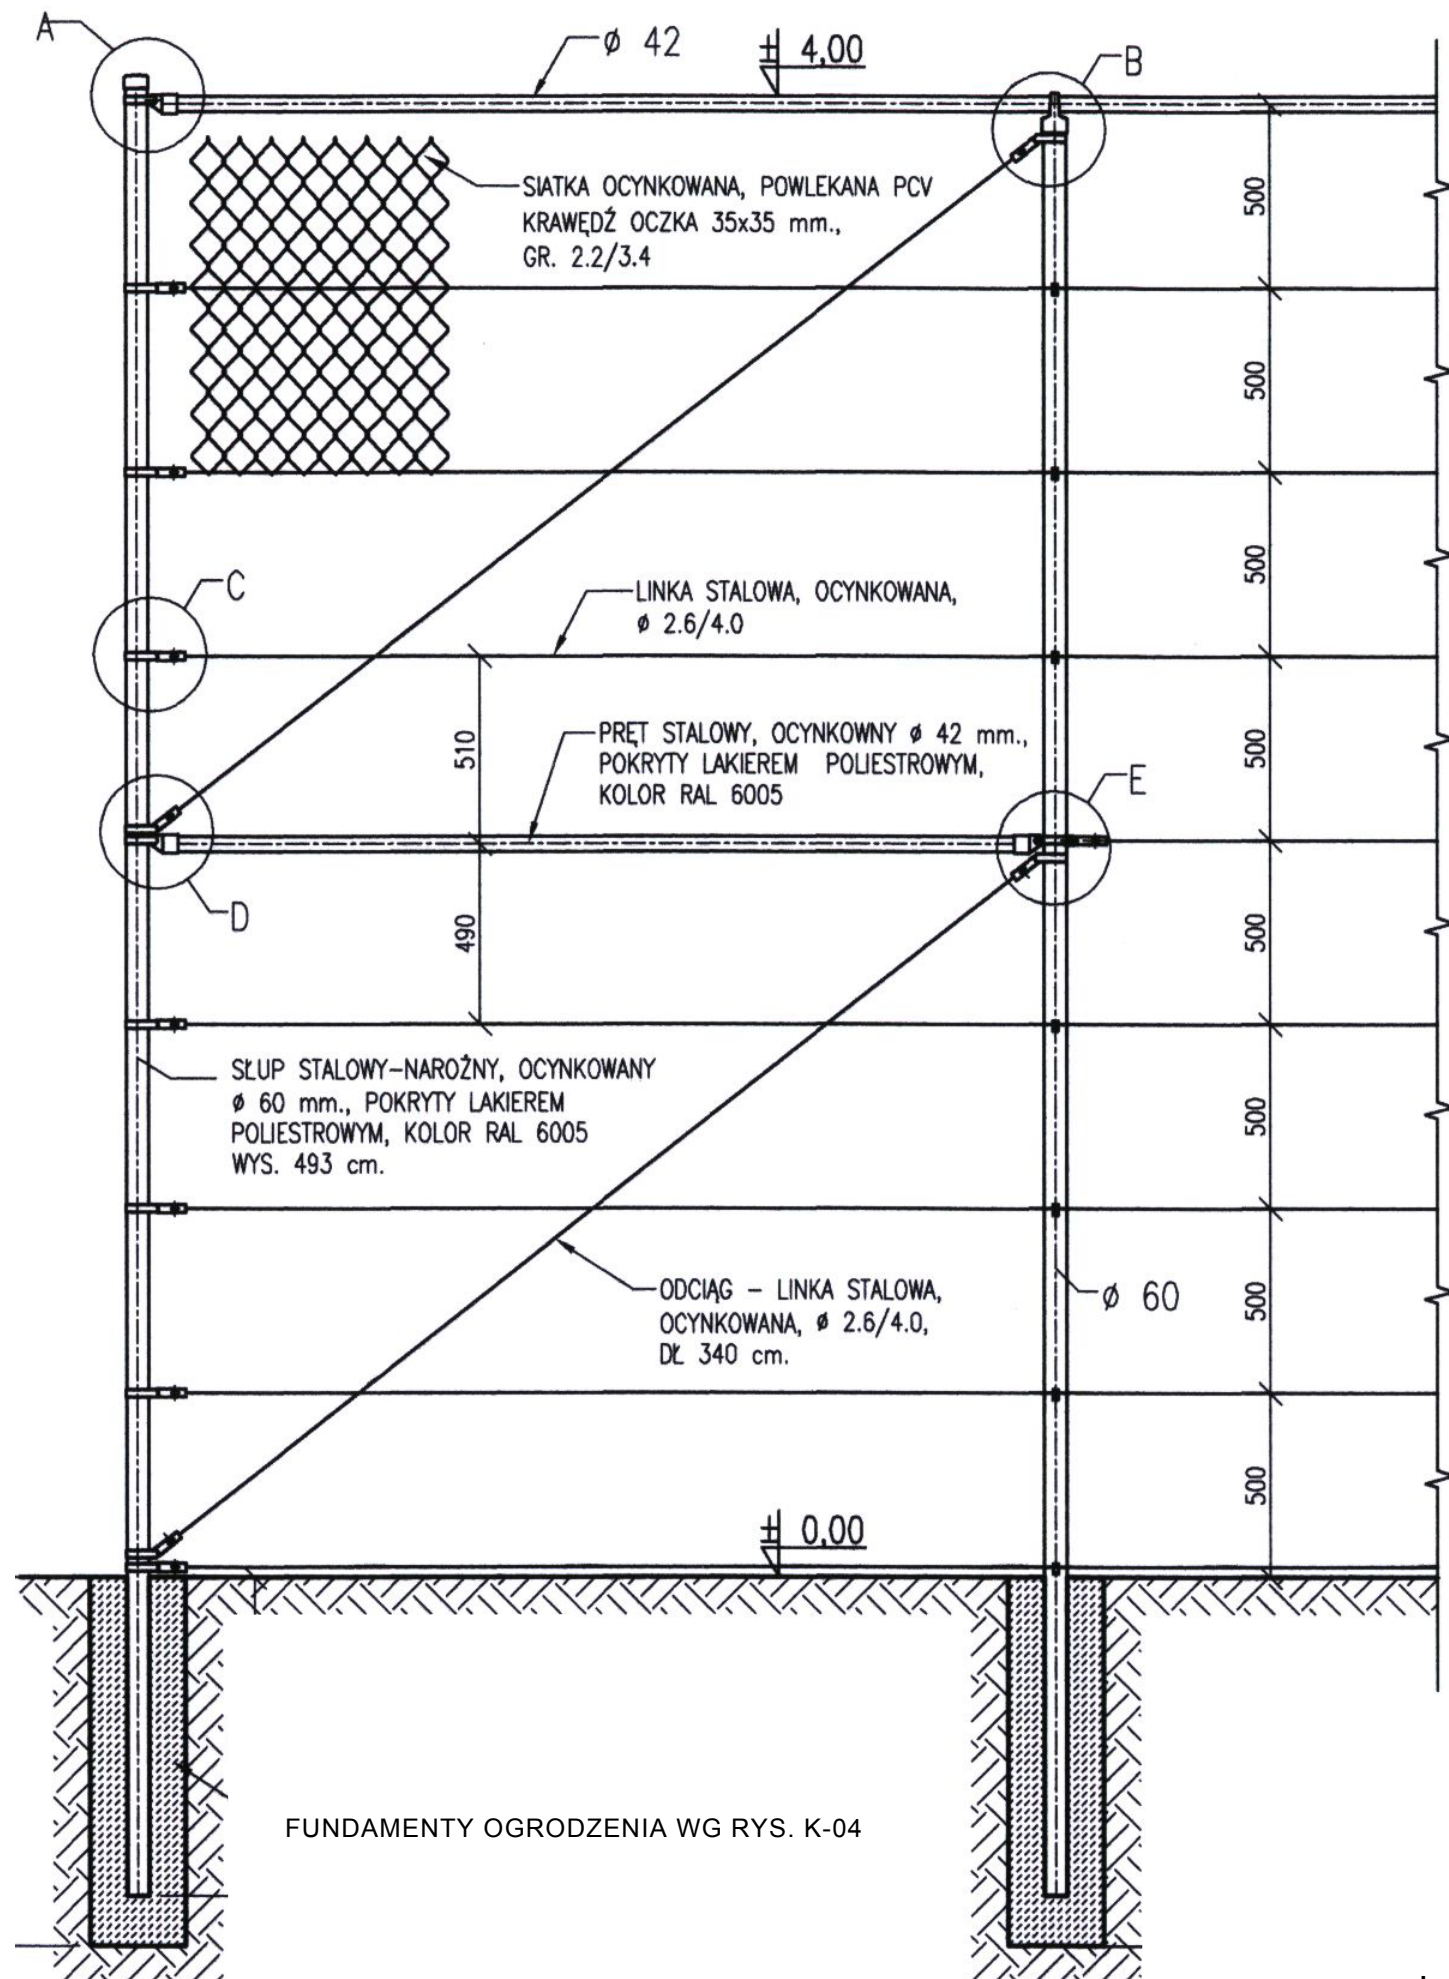 A
ø 42
± 4,00
B
SIATKA OCYNKOWANA, POWLEKANA PCV
KRAWĘDŹ OCZKA 35x35 mm.,
GR. 2.2/3.4
500
500
500
C
LINKA STALOWA, OCYNKOWANA,
ø 2.6/4.0
510
PRĘT STALOWY, OCYNKOWNY ø 42 mm.,
POKRYTY LAKIEREM POLIESTROWYM,
KOLOR RAL 6005
500
E
D
490
500
SŁUP STALOWY-NAROŻNY, OCYNKOWANY
ø 60 mm., POKRYTY LAKIEREM
POLIESTROWYM, KOLOR RAL 6005
WYS. 493 cm.
500
ODCIĄG - LINKA STALOWA,
OCYNKOWANA, ø 2.6/4.0,
DŁ 340 cm.
ø 60
500
500
± 0,00
FUNDAMENTY OGRODZENIA WG RYS. K-04